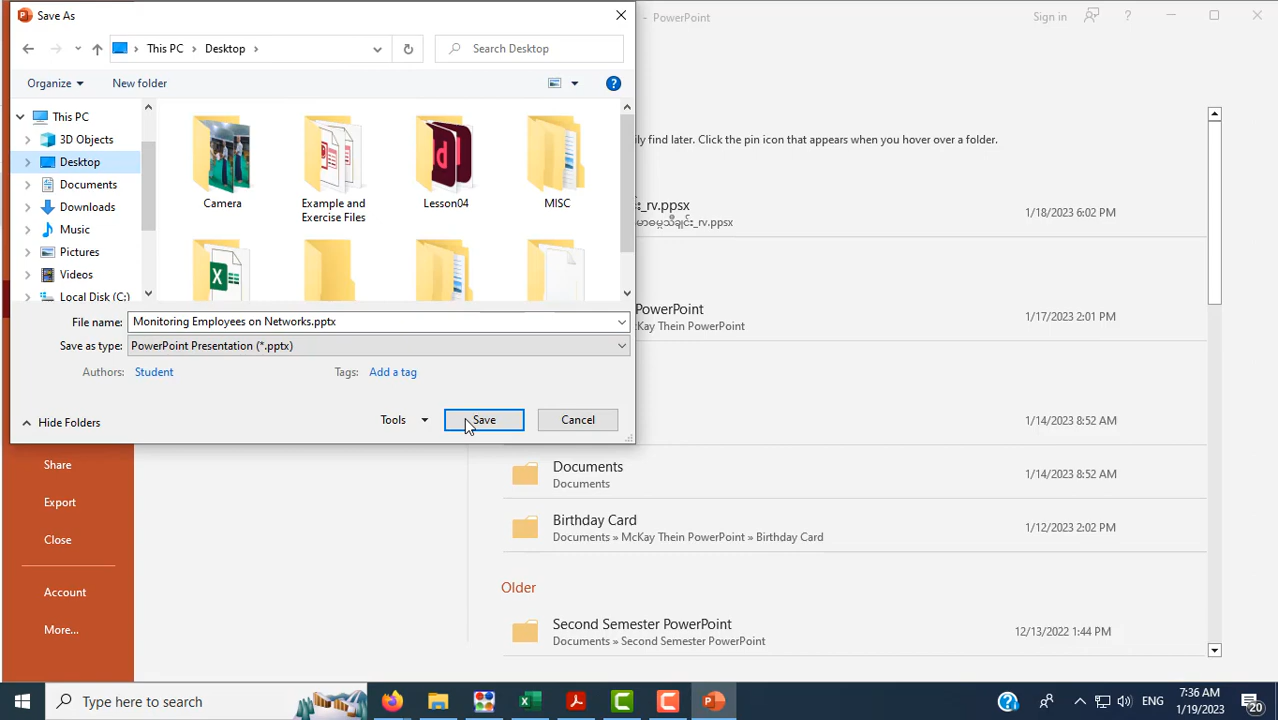 Save As
- PowerPoint
Sign in
?
This PC
Desktop
Search Desktop
Organize
New folder
This PC
3D Objects
Desktop
Documents
Downloads
Music
Pictures
Videos
Local Disk (C:)
Camera
Example and
Exercise Files
Lesson04
MISC
File name:
Monitoring Employees on Networks.pptx
Save as type:
PowerPoint Presentation (*.pptx)
Authors:
Student
Tags:
Add a tag
Hide Folders
Tools
Save
Cancel
ily find later. Click the pin icon that appears when you hover over a folder.
_rv.ppsx
1/18/2023 6:02 PM
PowerPoint
1/17/2023 2:01 PM
cKay Thein PowerPoint
1/14/2023 8:52 AM
Documents
1/14/2023 8:52 AM
Documents
Birthday Card
1/12/2023 2:02 PM
Documents » McKay Thein PowerPoint » Birthday Card
Older
Second Semester PowerPoint
12/13/2022 1:44 PM
Documents » Second Semester PowerPoint
Share
Export
Close
Account
More...
Type here to search
ENG
7:36 AM
1/19/2023
20